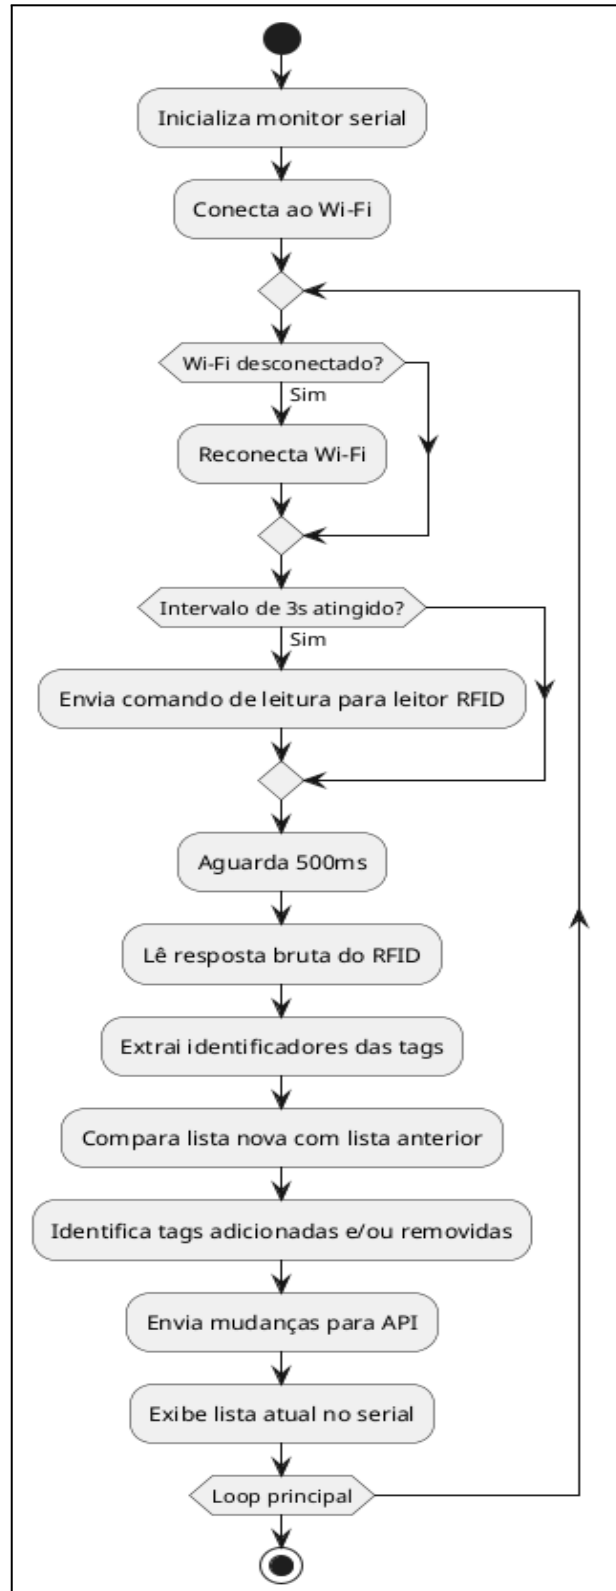 Inicializa monitor serial
Conecta ao Wi-Fi
Wi-Fi desconectado?
Sim
Reconecta Wi-Fi
Intervalo de 3s atingido?
Sim
Envia comando de leitura para leitor RFID
Aguarda 500ms
Lê resposta bruta do RFID
Extrai identificadores das tags
Compara lista nova com lista anterior
Identifica tags adicionadas e/ou removidas
Envia mudanças para API
Exibe lista atual no serial
Loop principal